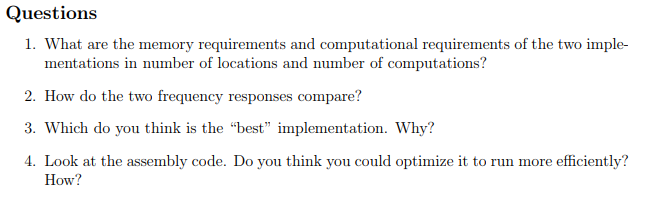 Questions
1. What are the memory requirements and computational requirements of the two imple-
mentations in number of locations and number of computations?
2. How do the two frequency responses compare?
3. Which do you think is the “best” implementation. Why?
4. Look at the assembly code. Do you think you could optimize it to run more efficiently?
How?